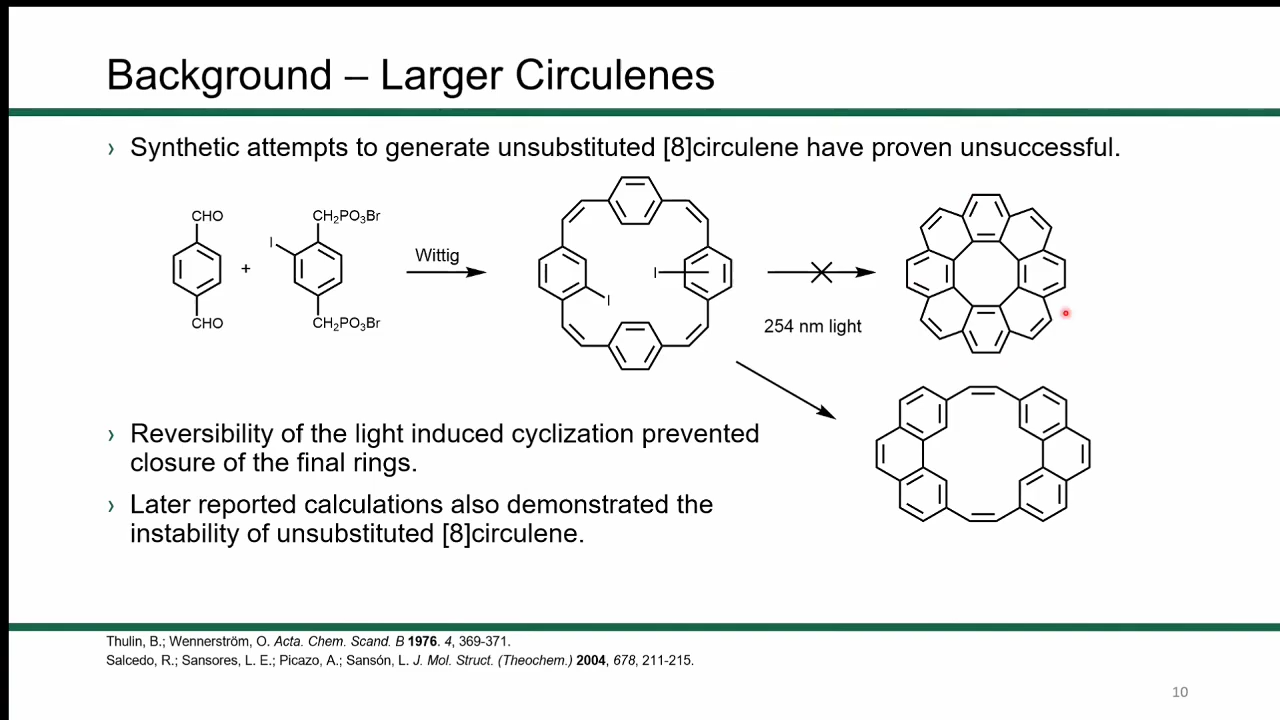 Background – Larger Circulenes
› Synthetic attempts to generate unsubstituted [8]circulene have proven unsuccessful.
CHO
CH₂PO₃Br
I
+
Wittig
I
I
254 nm light
CHO
CH₂PO₃Br
› Reversibility of the light induced cyclization prevented
closure of the final rings.
› Later reported calculations also demonstrated the
instability of unsubstituted [8]circulene.
Thulin, B.; Wennerström, O. Acta. Chem. Scand. B 1976. 4, 369-371.
Salcedo, R.; Sansores, L. E.; Picazo, A.; Sansón, L. J. Mol. Struct. (Theochem.) 2004, 678, 211-215.
10